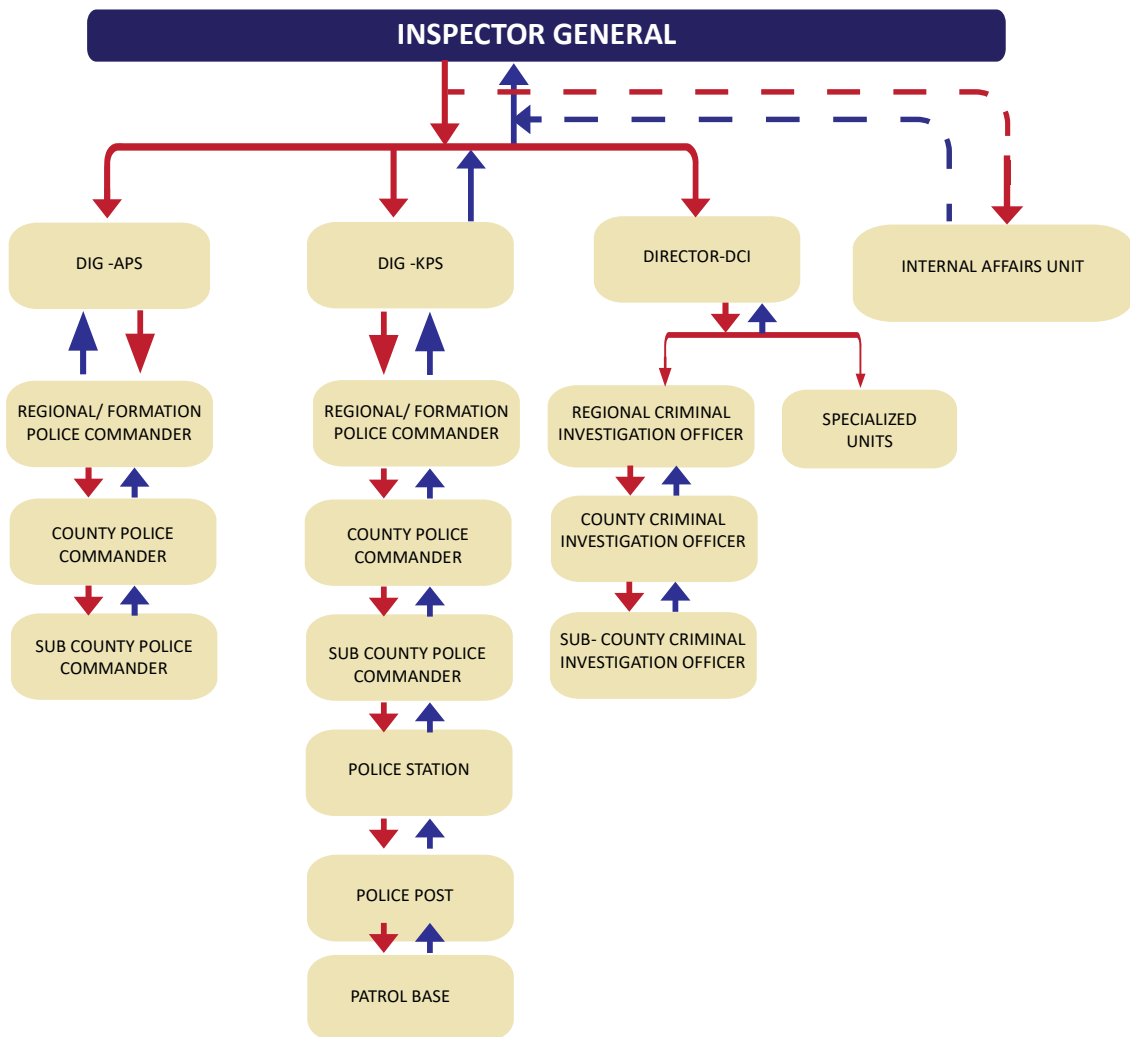 INSPECTOR GENERAL
DIG -APS
DIG -KPS
DIRECTOR-DCI
INTERNAL AFFAIRS UNIT
REGIONAL/ FORMATION
POLICE COMMANDER
REGIONAL/ FORMATION
POLICE COMMANDER
REGIONAL CRIMINAL
INVESTIGATION OFFICER
SPECIALIZED
UNITS
COUNTY POLICE
COMMANDER
COUNTY POLICE
COMMANDER
COUNTY CRIMINAL
INVESTIGATION OFFICER
SUB COUNTY POLICE
COMMANDER
SUB COUNTY POLICE
COMMANDER
SUB- COUNTY CRIMINAL
INVESTIGATION OFFICER
POLICE STATION
POLICE POST
PATROL BASE